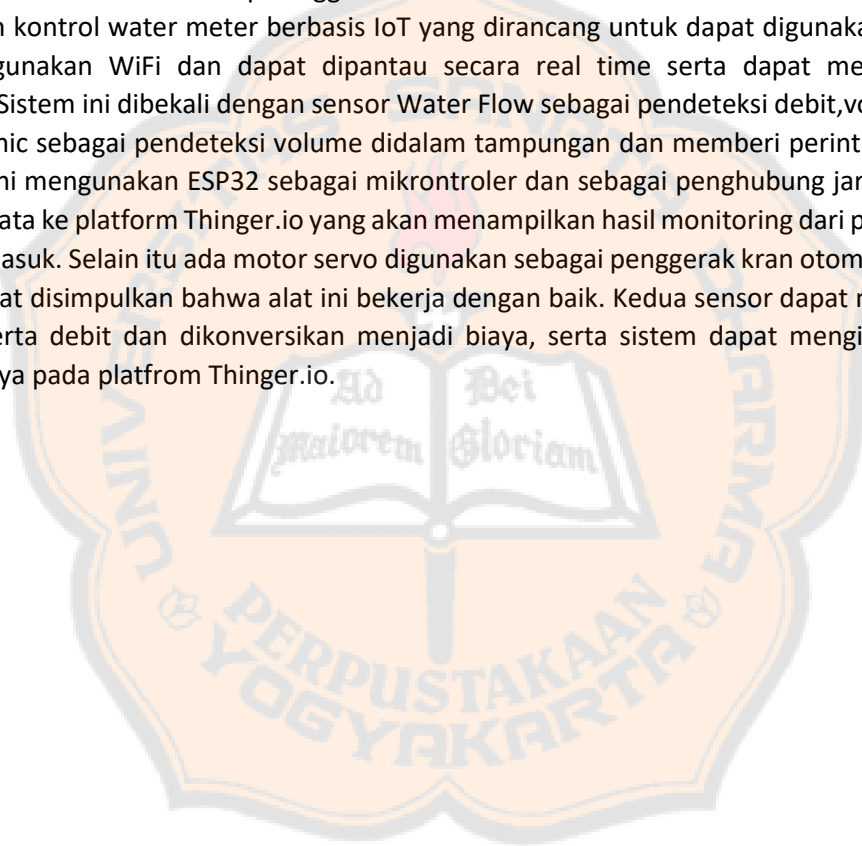 n kontrol water meter berbasis IoT yang dirancang untuk dapat digunaka
gunakan WiFi dan dapat dipantau secara real time serta dapat me
Sistem ini dibekali dengan sensor Water Flow sebagai pendeteksi debit,vo
nic sebagai pendeteksi volume didalam tampungan dan memberi perint
ni mengunakan ESP32 sebagai mikrontroler dan sebagai penghubung jar
ata ke platform Thinger.io yang akan menampilkan hasil monitoring dari p
asuk. Selain itu ada motor servo digunakan sebagai penggerak kran otom
at disimpulkan bahwa alat ini bekerja dengan baik. Kedua sensor dapat
erta debit dan dikonversikan menjadi biaya, serta sistem dapat mengi
ya pada platfrom Thinger.io.
UNIVERSITAS SANATA DHARMA
Ad Dei
Maiorem Gloriam
PERPUSTAKAAN
YOGYAKARTA